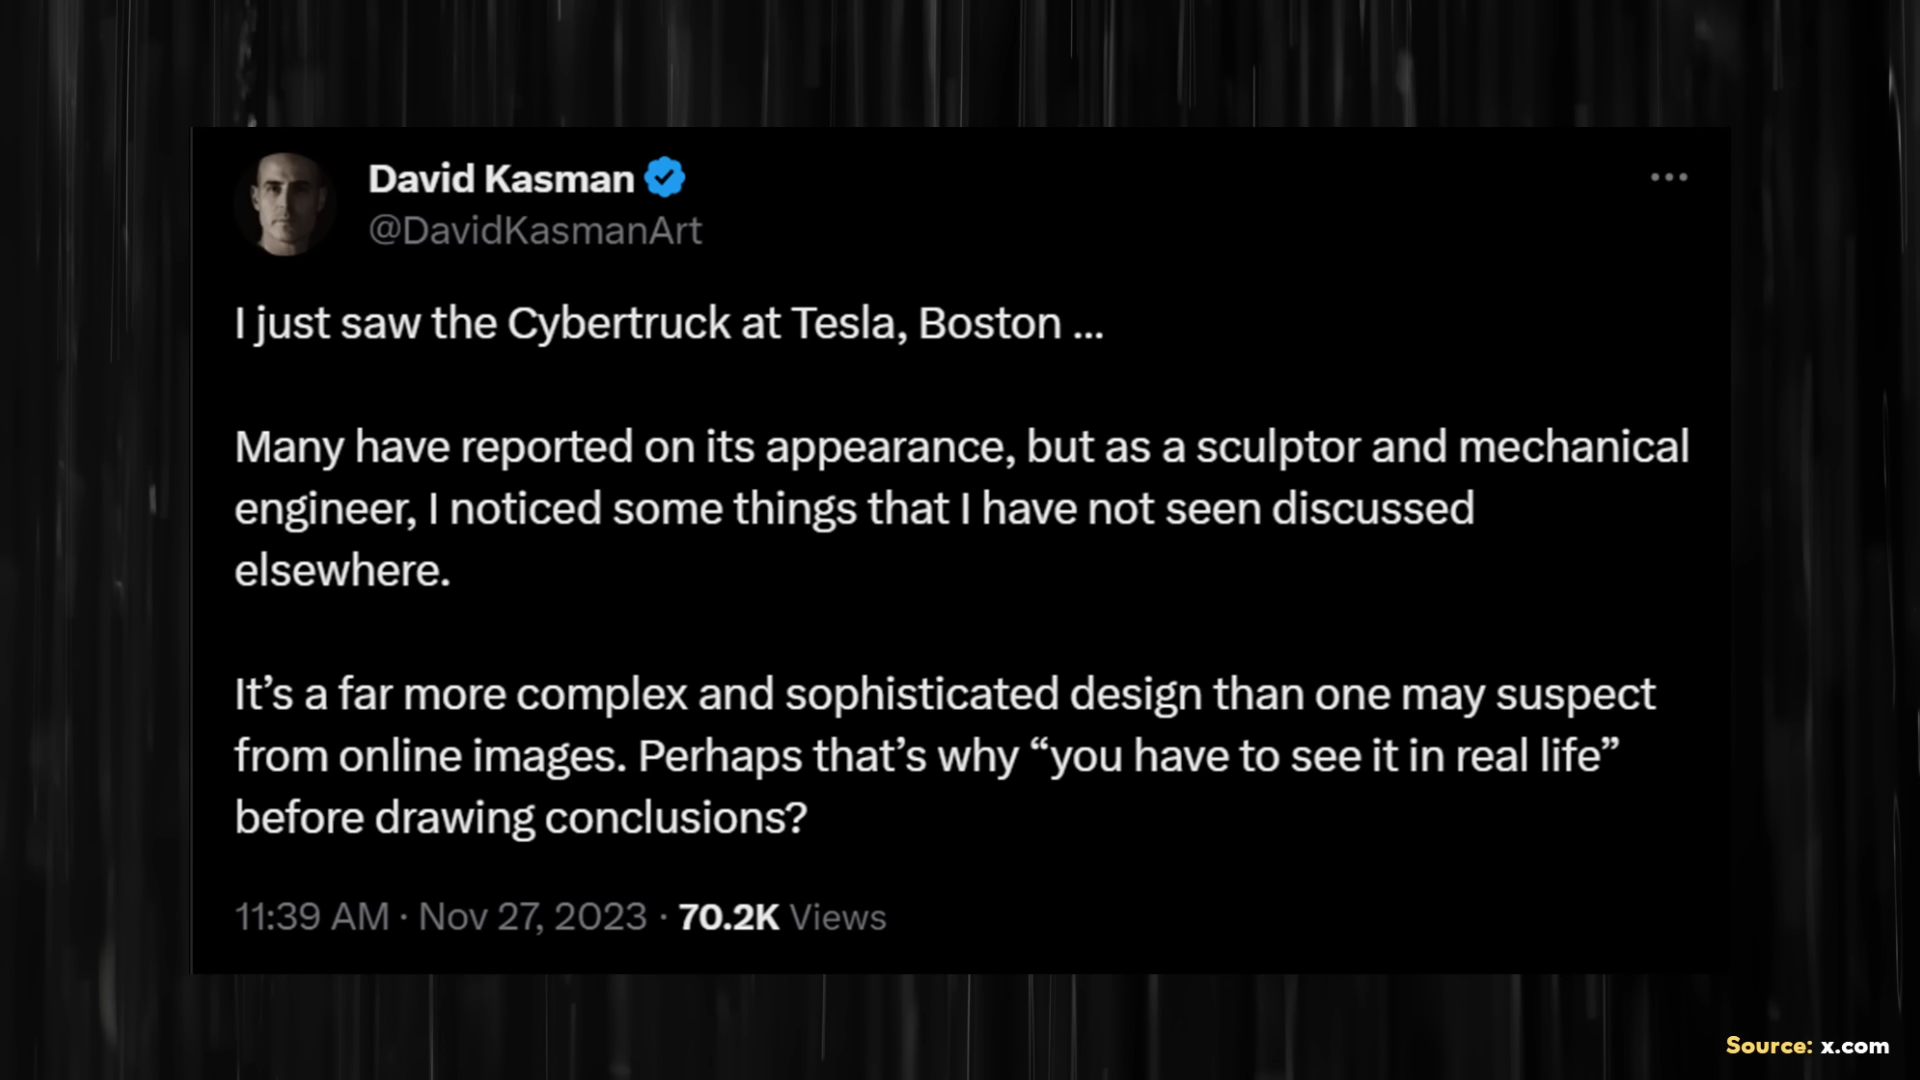 David Kasman
@DavidKasmanArt
I just saw the Cybertruck at Tesla, Boston ...
Many have reported on its appearance, but as a sculptor and mechanical
engineer, I noticed some things that I have not seen discussed
elsewhere.
It’s a far more complex and sophisticated design than one may suspect
from online images. Perhaps that’s why “you have to see it in real life”
before drawing conclusions?
11:39 AM · Nov 27, 2023 · 70.2K Views
Source: x.com